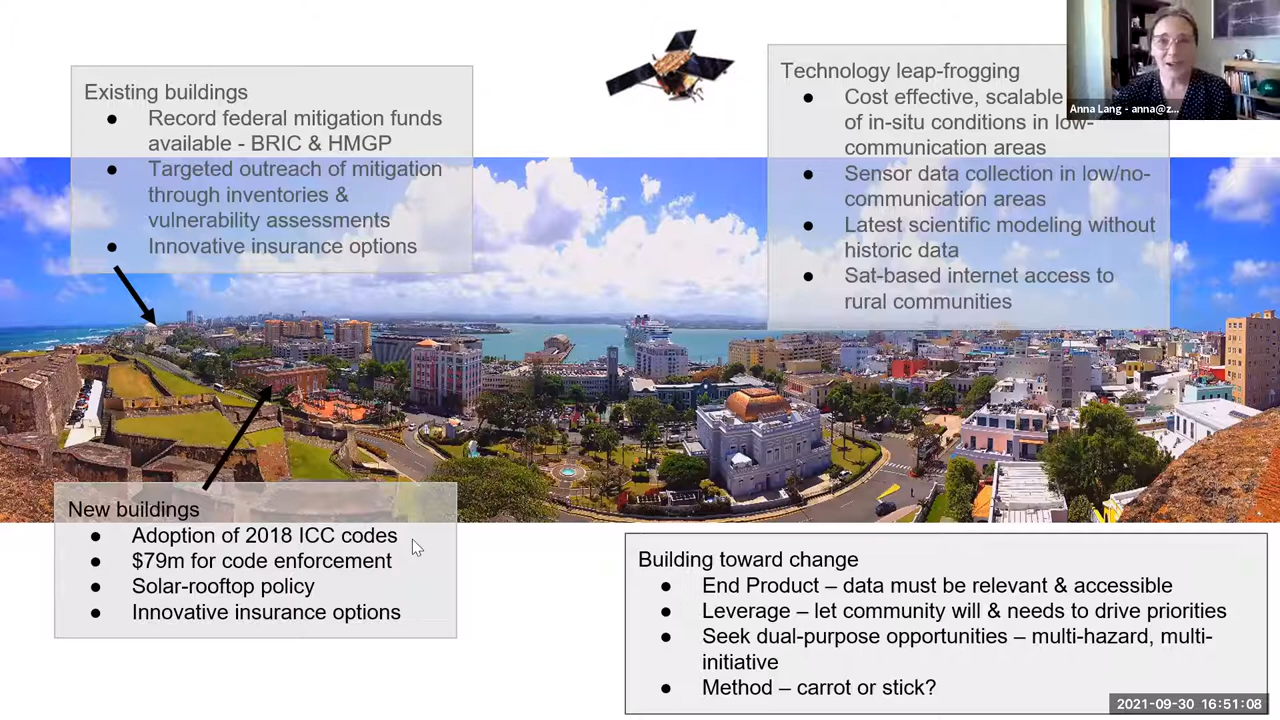 Existing buildings
● Record federal mitigation funds
available - BRIC & HMGP
● Targeted outreach of mitigation
through inventories &
vulnerability assessments
● Innovative insurance options
Technology leap-frogging
● Cost effective, scalable
of in-situ conditions in low-
communication areas
● Sensor data collection in low/no-
communication areas
● Latest scientific modeling without
historic data
● Sat-based internet access to
rural communities
Anna Lang - anna@z...
New buildings
● Adoption of 2018 ICC codes
● $79m for code enforcement
● Solar-rooftop policy
● Innovative insurance options
Building toward change
● End Product – data must be relevant & accessible
● Leverage – let community will & needs to drive priorities
● Seek dual-purpose opportunities – multi-hazard, multi-
initiative
● Method – carrot or stick?
2021-09-30 16:51:08